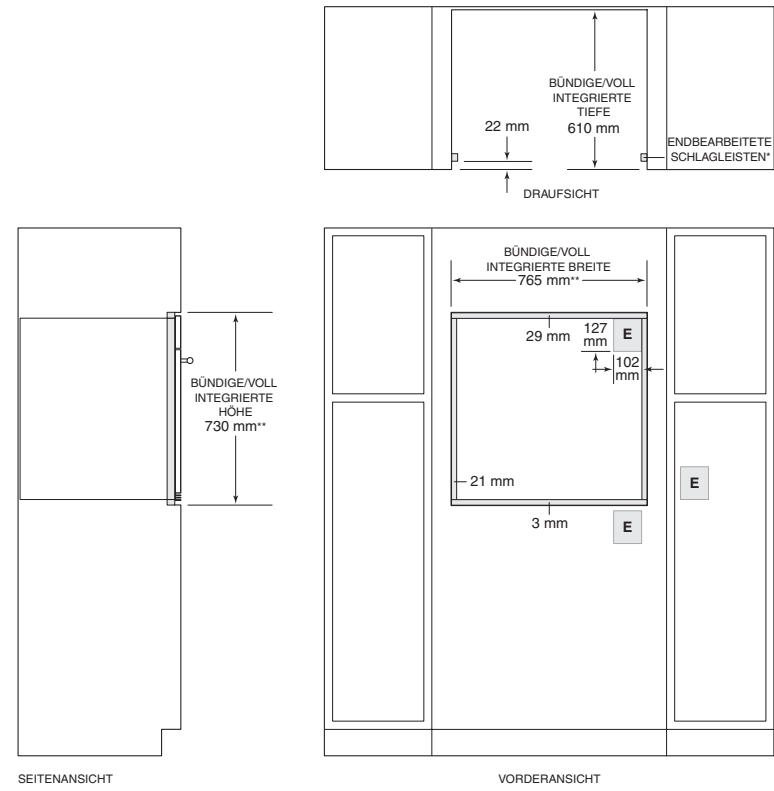 BÜNDIGE/VOLL
INTEGRIERTE
TIEFE
610 mm
22 mm
ENDBEARBEITETE
SCHLAGLEISTEN*
DRAUFSICHT
BÜNDIGE/VOLL
INTEGRIERTE BREITE
765 mm**
29 mm
127
mm
E
102
mm
BÜNDIGE/VOLL
INTEGRIERTE
HÖHE
730 mm**
21 mm
E
3 mm
E
SEITENANSICHT
VORDERANSICHT